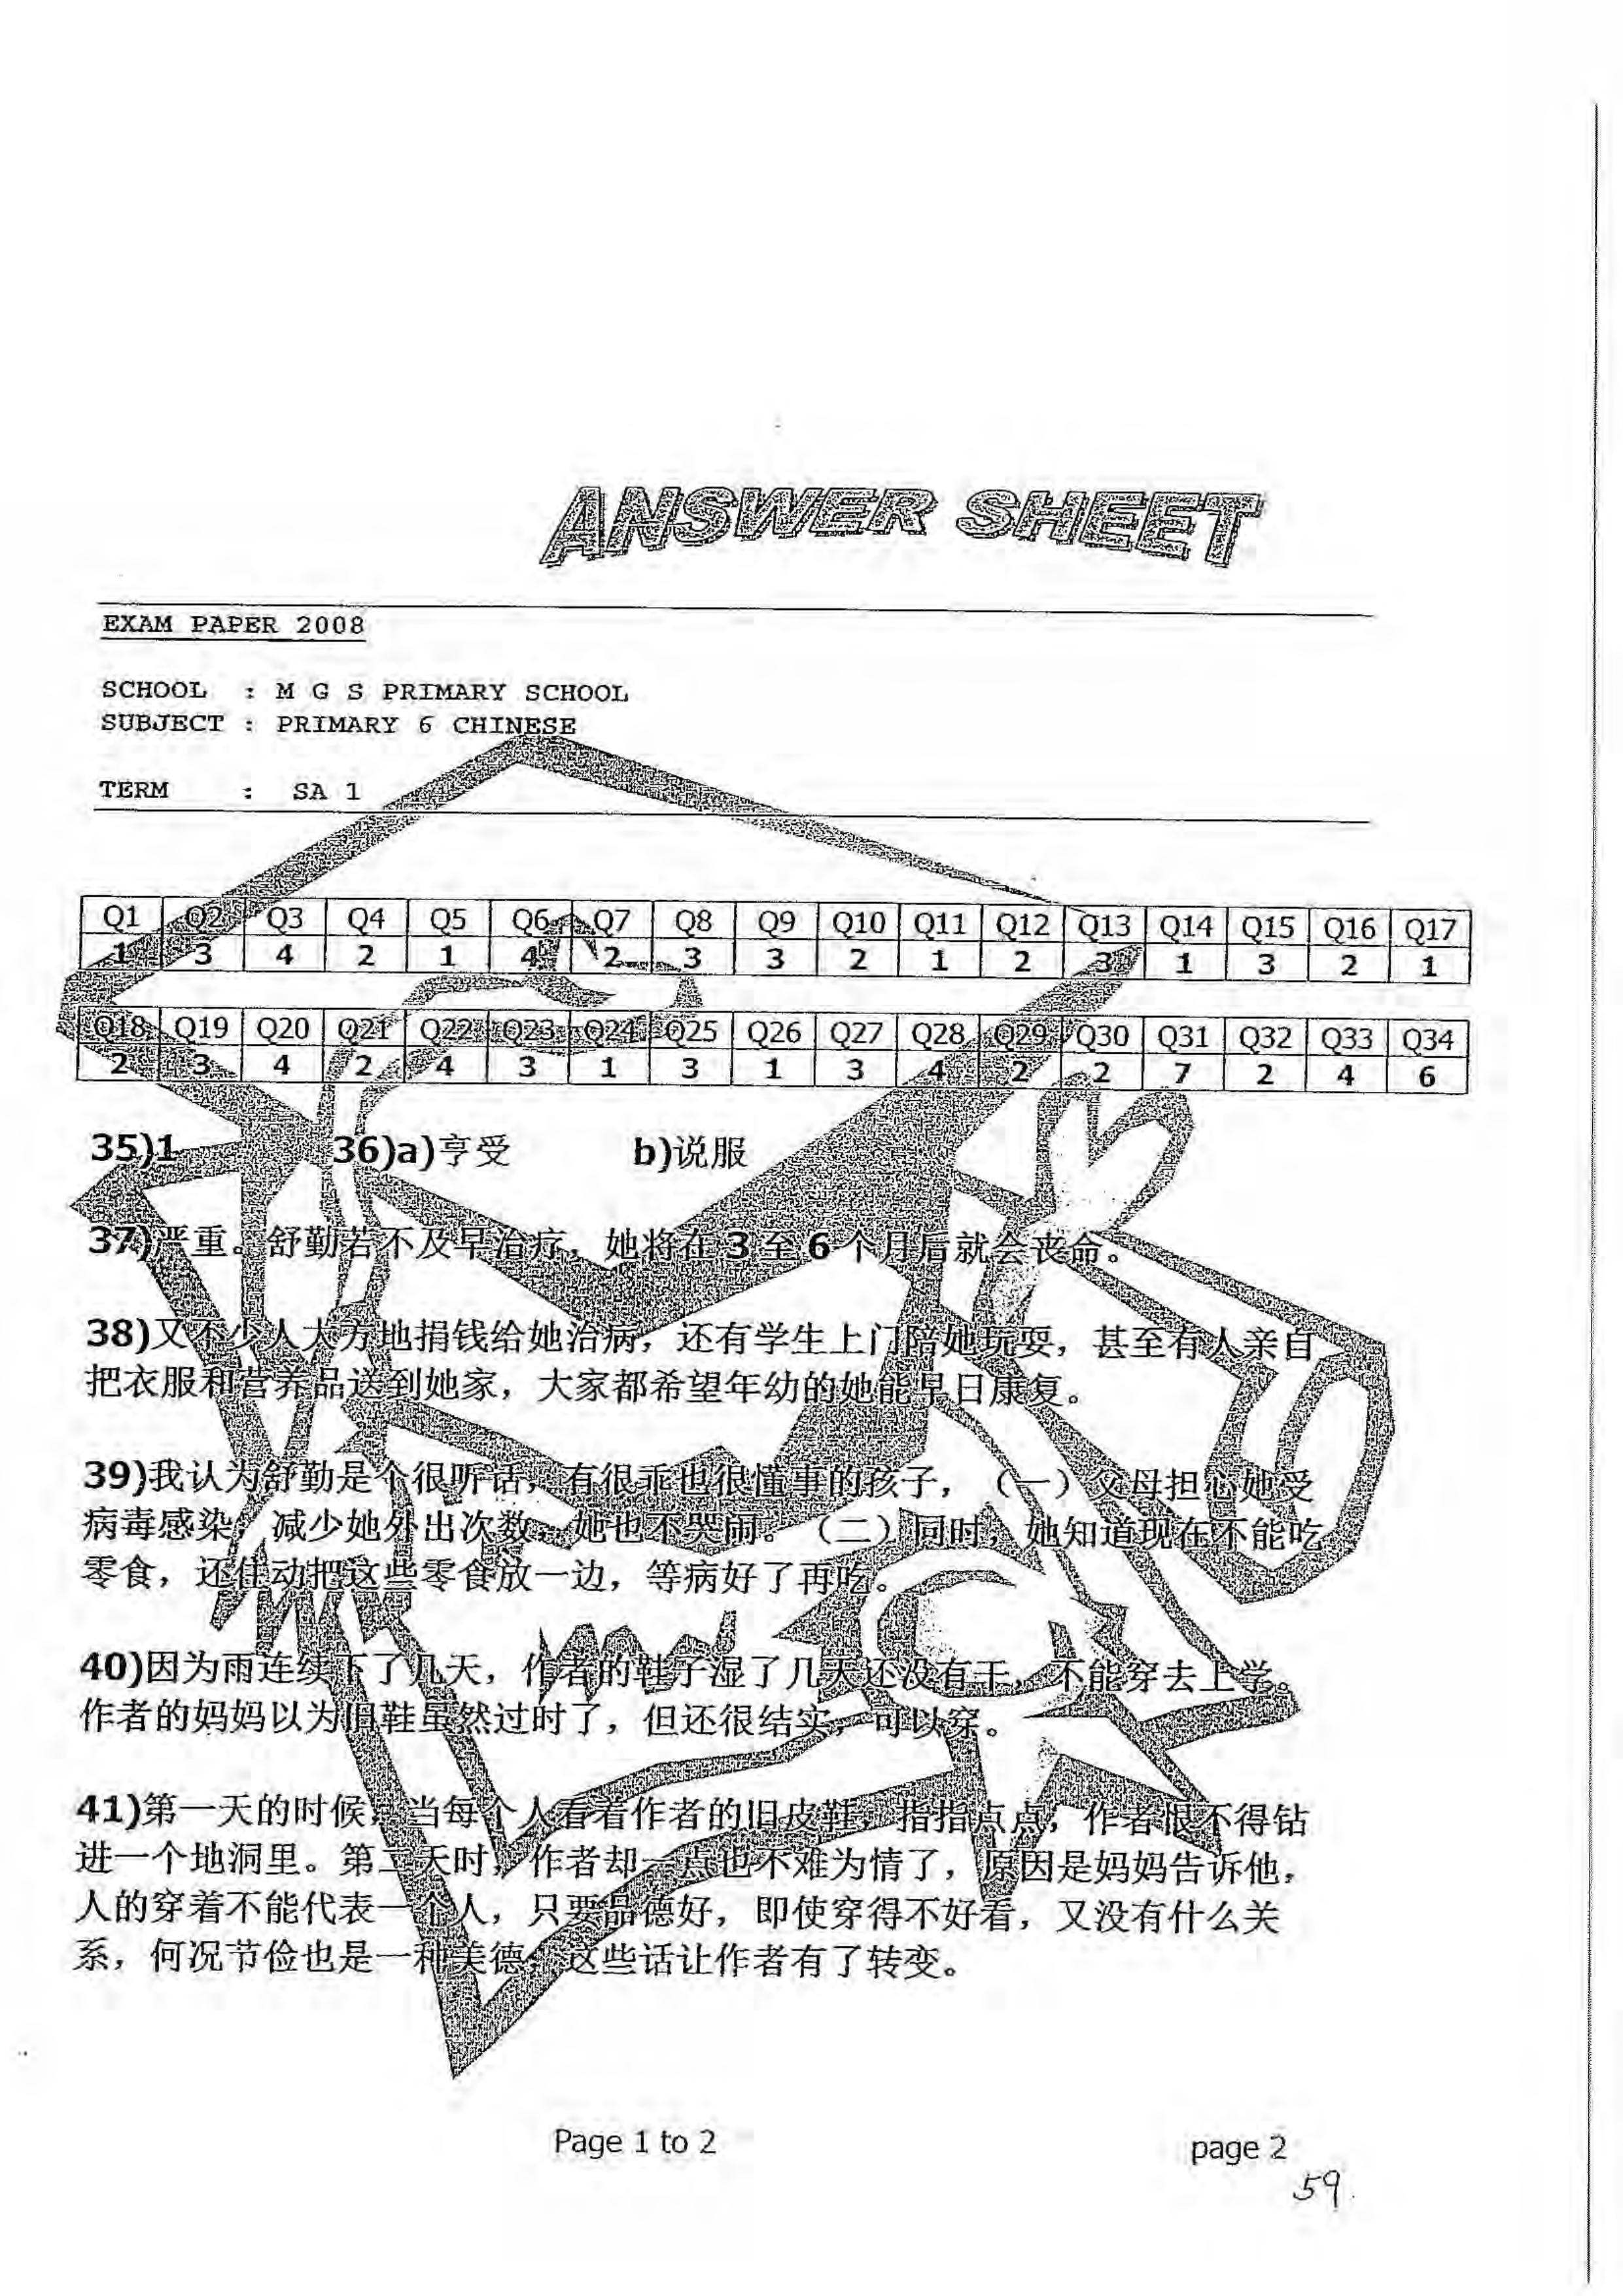 ANSWER SHEET
EXAM PAPER 2008
SCHOOL : M G S PRIMARY SCHOOL
SUBJECT : PRIMARY 6 CHINESE
TERM : SA 1
Q1 Q2 Q3 Q4 Q5 Q6 Q7 Q8 Q9 Q10 Q11 Q12 Q13 Q14 Q15 Q16 Q17
1 3 4 2 1 4 2 3 3 2 1 2 3 1 3 2 1
Q18 Q19 Q20 Q21 Q22 Q23 Q24 Q25 Q26 Q27 Q28 Q29 Q30 Q31 Q32 Q33 Q34
2 3 4 2 4 3 1 3 1 3 4 2 2 7 2 4 6
35)1 36)a)亨受 b)说服
37)严重。舒勤若不及早治疗，她将在 3 至 6 个月后就会丧命。
38)又不少人大方地捐钱给她治病，还有学生上门陪她玩耍，甚至有人亲自
把衣服和营养品送到她家，大家都希望年幼的她能早日康复。
39)我认为舒勤是个很听话，有很乖也很懂事的孩子，（一）父母担心她受
病毒感染，减少她外出次数，她也不哭闹。（二）同时，她知道现在不能吃
零食，还住动把这些零食放一边，等病好了再吃。
40)因为雨连续下了几天，作者的鞋子湿了几天还没有干，不能穿去上学。
作者的妈妈以为旧鞋虽然过时了，但还很结实，可以穿。
41)第一天的时候，当每个人看着作者的旧皮鞋，指指点点，作者恨不得钻
进一个地洞里。第二天时，作者却一点也不难为情了，原因是妈妈告诉他，
人的穿着不能代表一个人，只要品德好，即使穿得不好看，又没有什么关
系，何况节俭也是一种美德，这些话让作者有了转变。
Page 1 to 2 page 2
59.